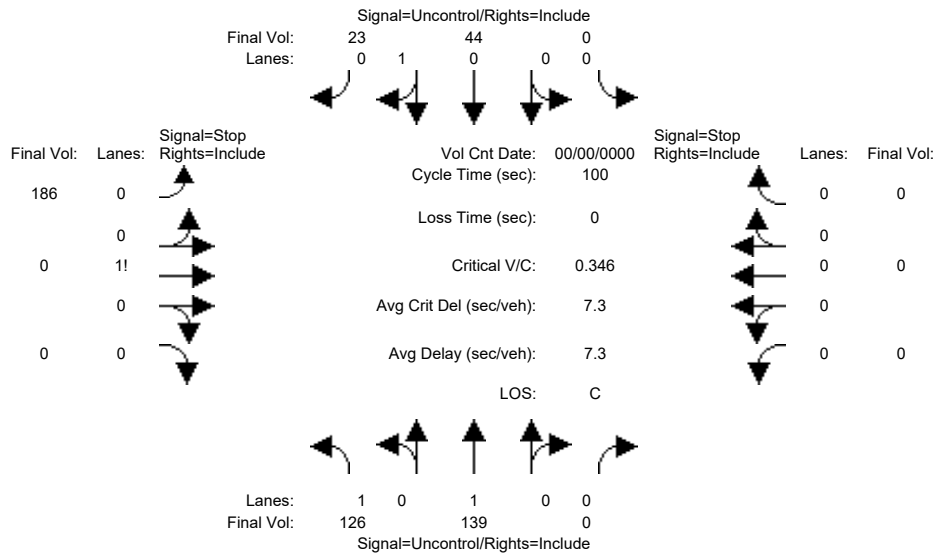 Signal=Uncontrol/Rights=Include
Final Vol: 23 44 0
Lanes: 0 1 0 0 0
Signal=Stop
Final Vol: Lanes: Rights=Include
Vol Cnt Date: 00/00/0000
Signal=Stop
Rights=Include Lanes: Final Vol:
Cycle Time (sec): 100
186 0
0 0
Loss Time (sec): 0
0
0
0 1!
Critical V/C: 0.346
0 0
0
Avg Crit Del (sec/veh): 7.3
0
0 0
Avg Delay (sec/veh): 7.3
0 0
LOS: C
Lanes: 1 0 1 0 0
Final Vol: 126 139 0
Signal=Uncontrol/Rights=Include